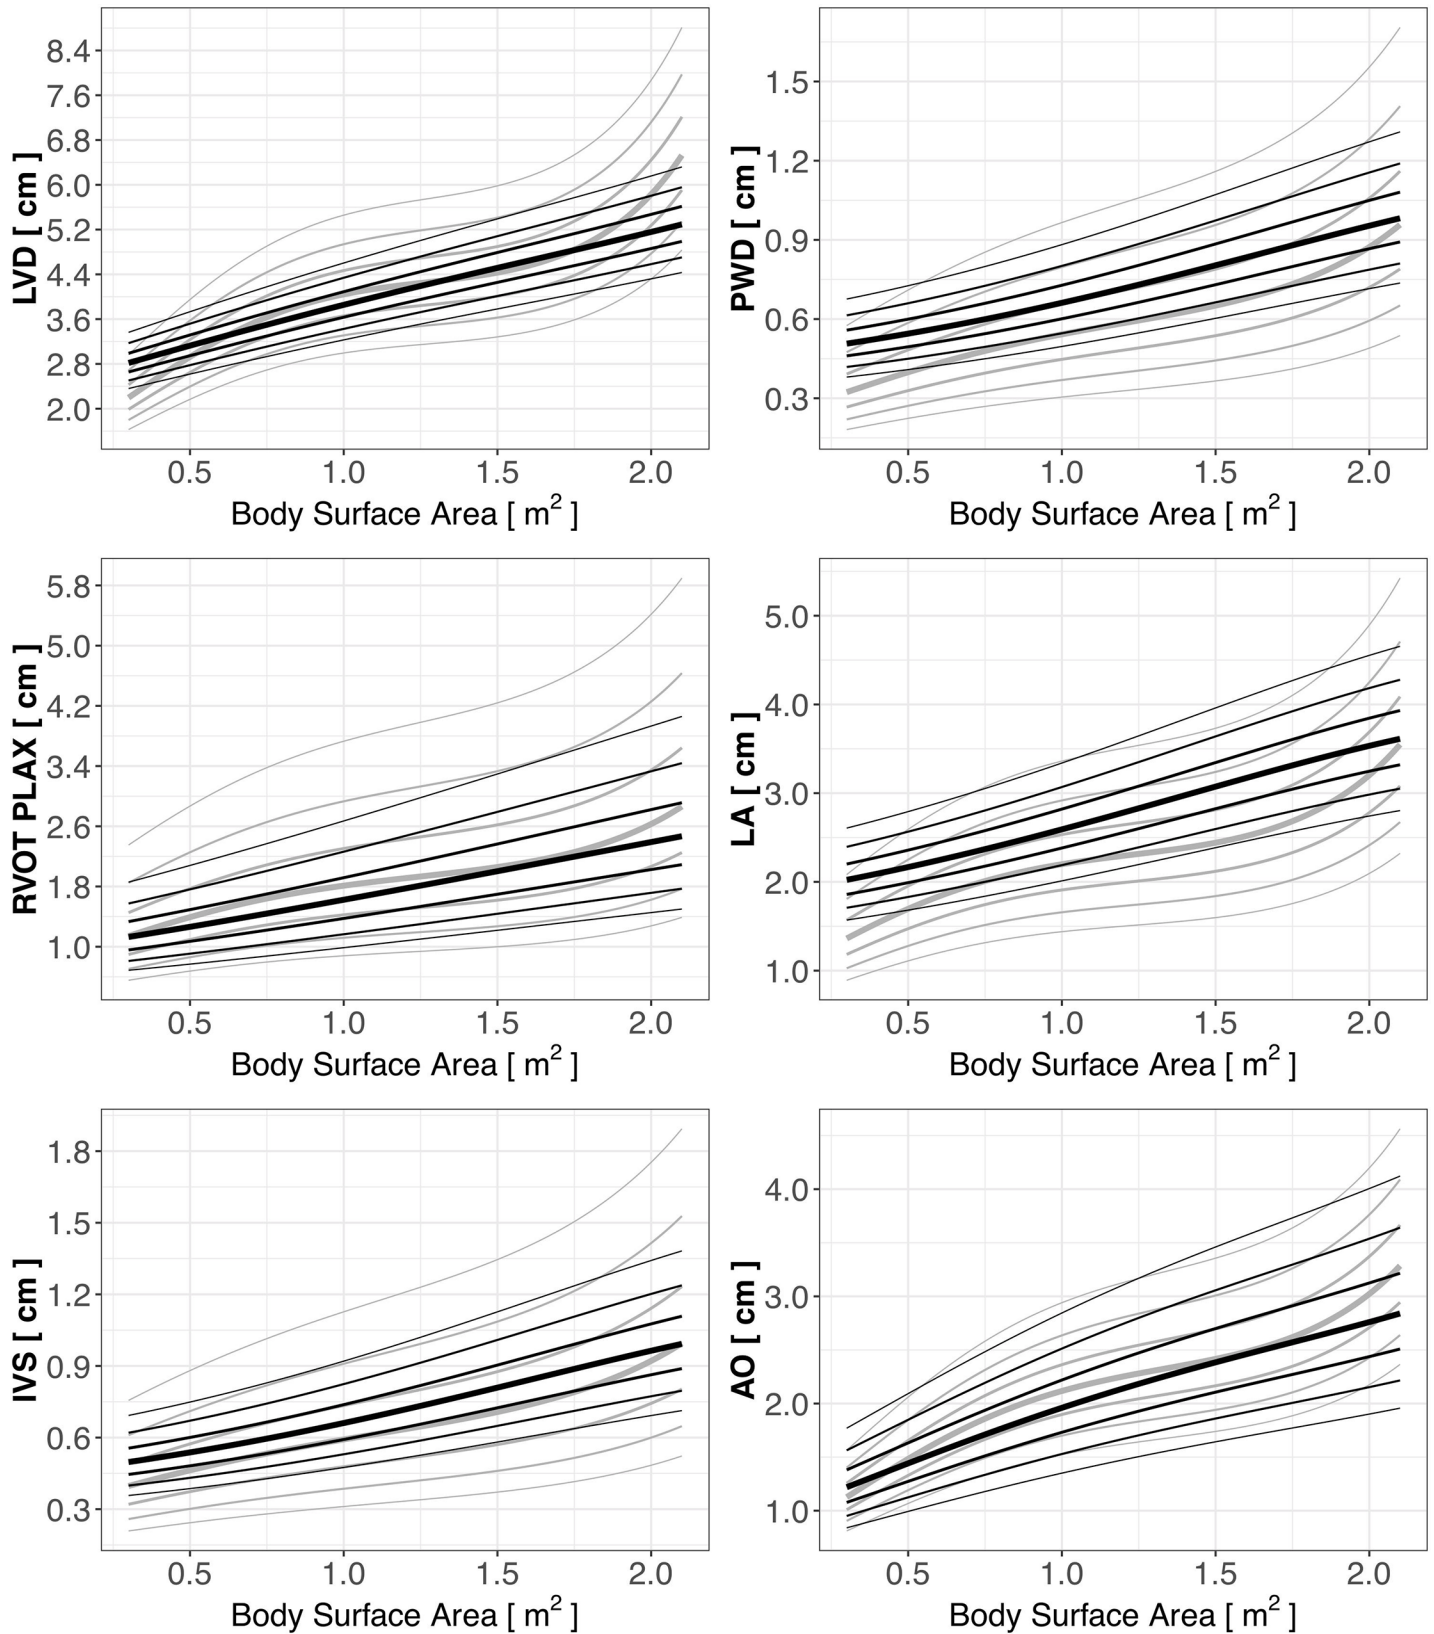 LVD [ cm ]
8.4
7.6
6.8
6.0
5.2
4.4
3.6
2.8
2.0
0.5 1.0 1.5 2.0
Body Surface Area [ m² ]
PWD [ cm ]
1.5
1.2
0.9
0.6
0.3
0.5 1.0 1.5 2.0
Body Surface Area [ m² ]
RVOT PLAX [ cm ]
5.8
5.0
4.2
3.4
2.6
1.8
1.0
0.5 1.0 1.5 2.0
Body Surface Area [ m² ]
LA [ cm ]
5.0
4.0
3.0
2.0
1.0
0.5 1.0 1.5 2.0
Body Surface Area [ m² ]
IVS [ cm ]
1.8
1.5
1.2
0.9
0.6
0.3
0.5 1.0 1.5 2.0
Body Surface Area [ m² ]
AO [ cm ]
4.0
3.0
2.0
1.0
0.5 1.0 1.5 2.0
Body Surface Area [ m² ]